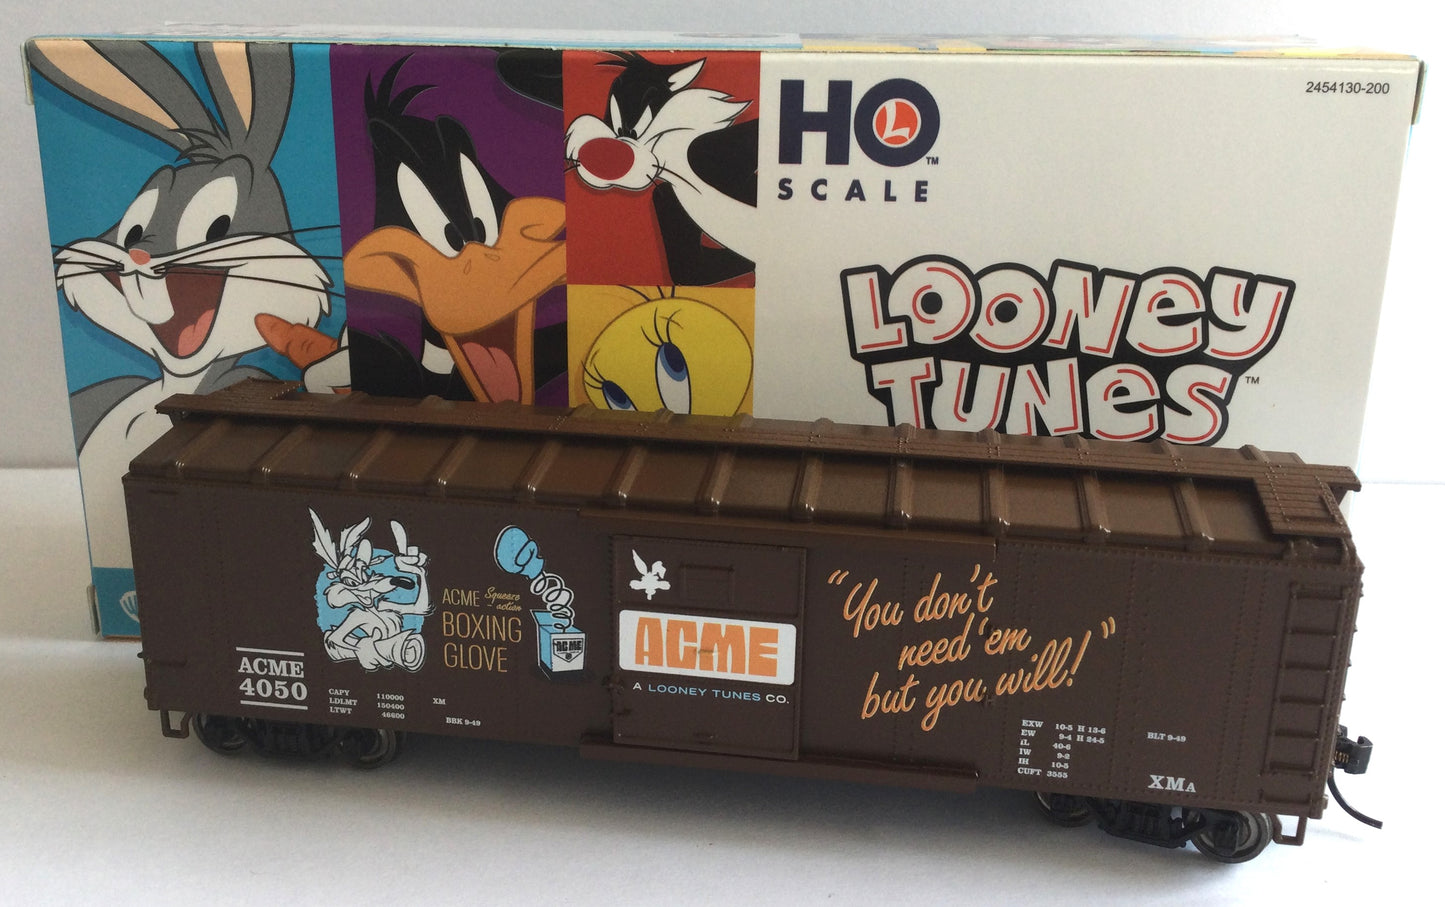 2454130-200
HO
L
™
SCALE
LOONEY
TUNES™
ACME Squeeze
-action
BOXING
GLOVE
ACME
ACME
A LOONEY TUNES CO.
"You don't
need 'em
but you will!"
ACME
4050
CAPY 110000 XM
LDLMT 150400
LTWT 46600 BBK 9-49
EXW 10-5 H 13-6
EW 9-4 H 24-5
IL 40-6
IW 9-2
IH 10-5
CUFT 3555
BLT 9-49
XMA